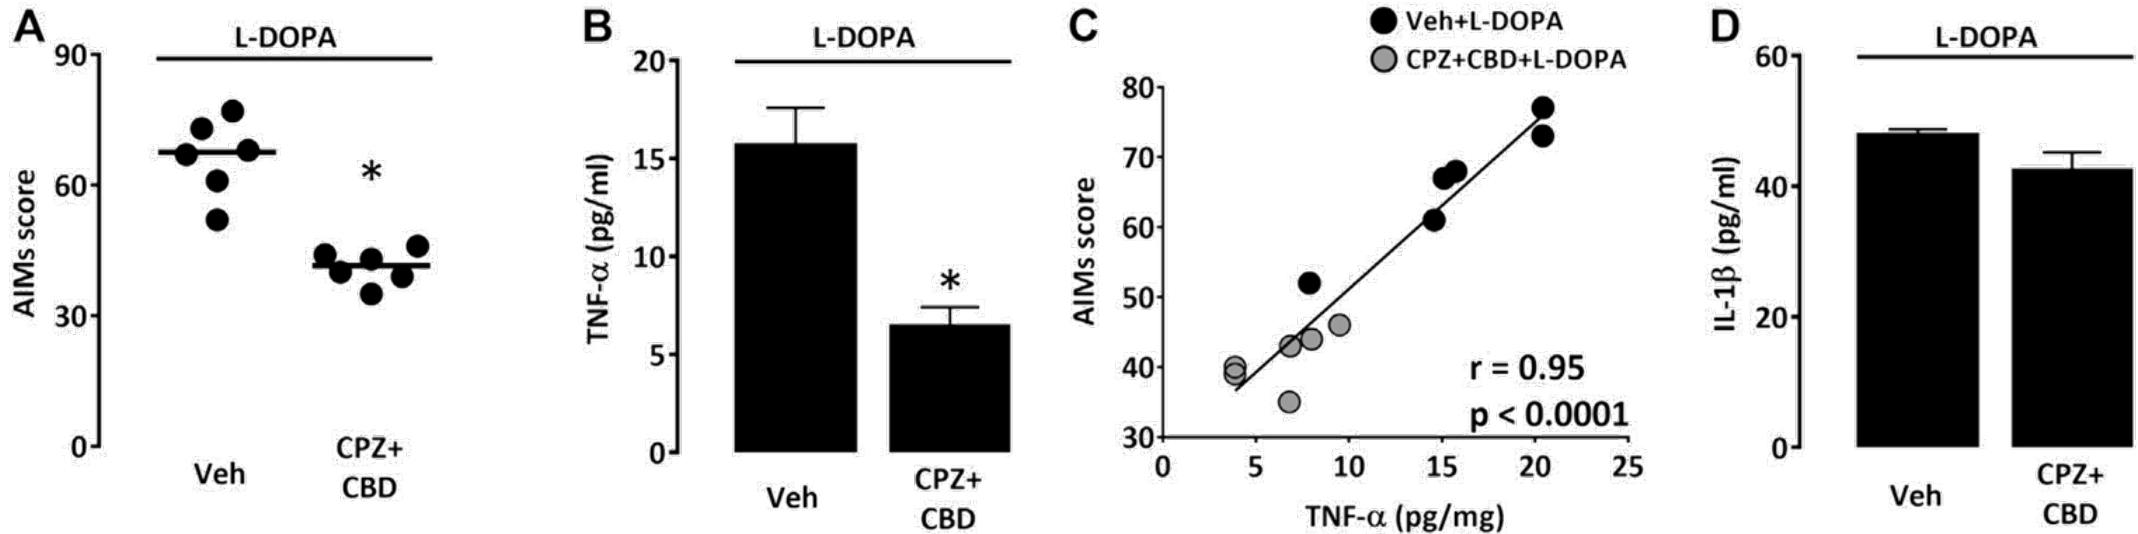 A
L-DOPA
90
60
30
0
AIMs score
*
Veh
CPZ+
CBD
B
L-DOPA
20
15
10
5
0
TNF-α (pg/ml)
*
Veh
CPZ+
CBD
C
Veh+L-DOPA
CPZ+CBD+L-DOPA
80
70
60
50
40
30
AIMs score
r = 0.95
p < 0.0001
0 5 10 15 20 25
TNF-α (pg/mg)
D
L-DOPA
60
40
20
0
IL-1β (pg/ml)
Veh
CPZ+
CBD